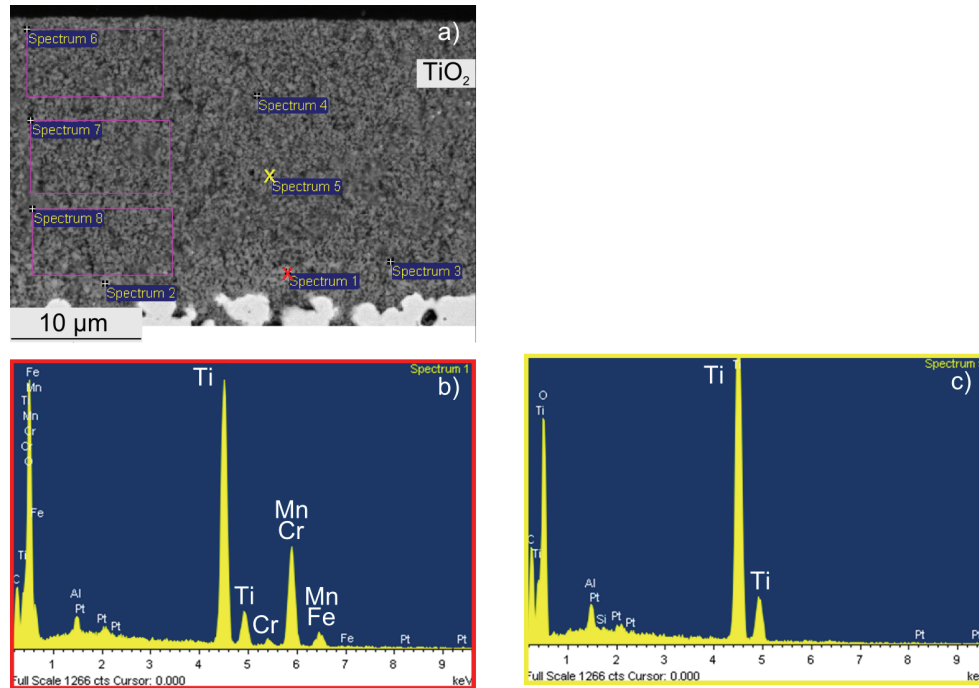 a)
Spectrum 6
TiO2
Spectrum 4
Spectrum 7
Spectrum 5
Spectrum 8
Spectrum 3
Spectrum 1
Spectrum 2
10 µm
Spectrum 1
b)
Fe
Mn
Ti
Mn
Cr
Cr
O
Fe
Ti
C
Al
Pt
Pt
Pt
Ti
Ti
Cr
Mn
Cr
Mn
Fe
Fe
Pt
Pt
1 2 3 4 5 6 7 8 9
Full Scale 1266 cts Cursor: 0.000
keV
Spectrum
c)
Ti
O
Ti
C
Ti
Al
Pt
Si
Pt
Pt
Ti
Pt
1 2 3 4 5 6 7 8 9
Full Scale 1266 cts Cursor: 0.000